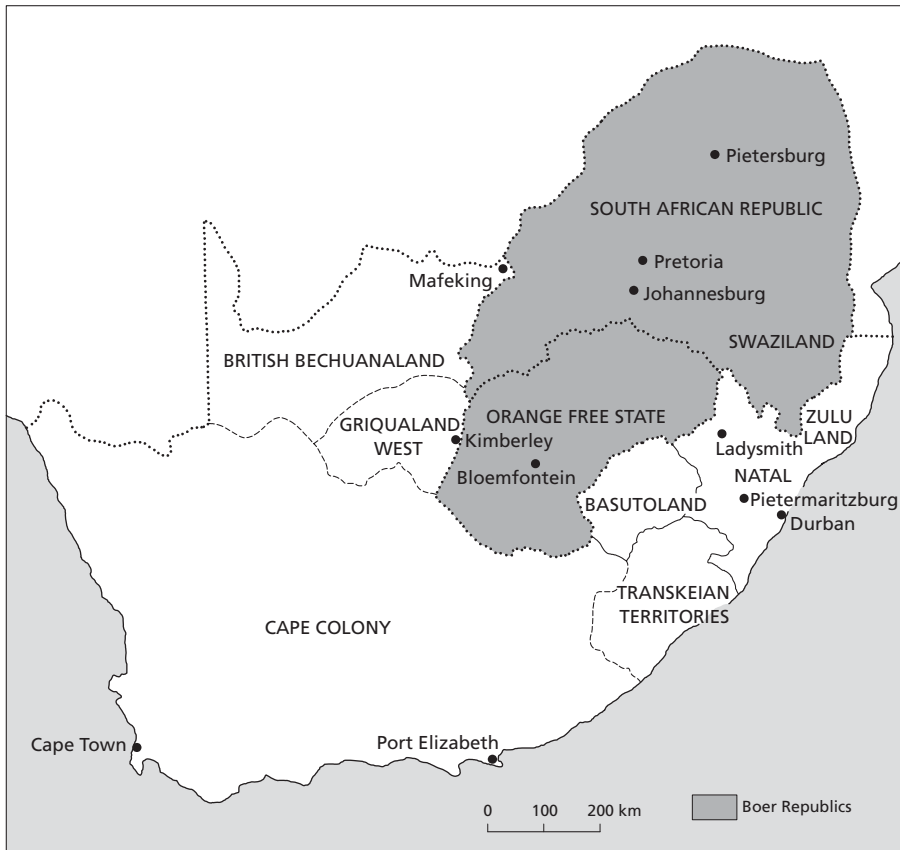 Pietersburg
SOUTH AFRICAN REPUBLIC
Pretoria
Mafeking
Johannesburg
SWAZILAND
BRITISH BECHUANALAND
ZULU
LAND
ORANGE FREE STATE
GRIQUALAND
WEST
Kimberley
Ladysmith
Bloemfontein
NATAL
BASUTOLAND
Pietermaritzburg
Durban
TRANSKEIAN
TERRITORIES
CAPE COLONY
Cape Town
Port Elizabeth
0 100 200 km
Boer Republics